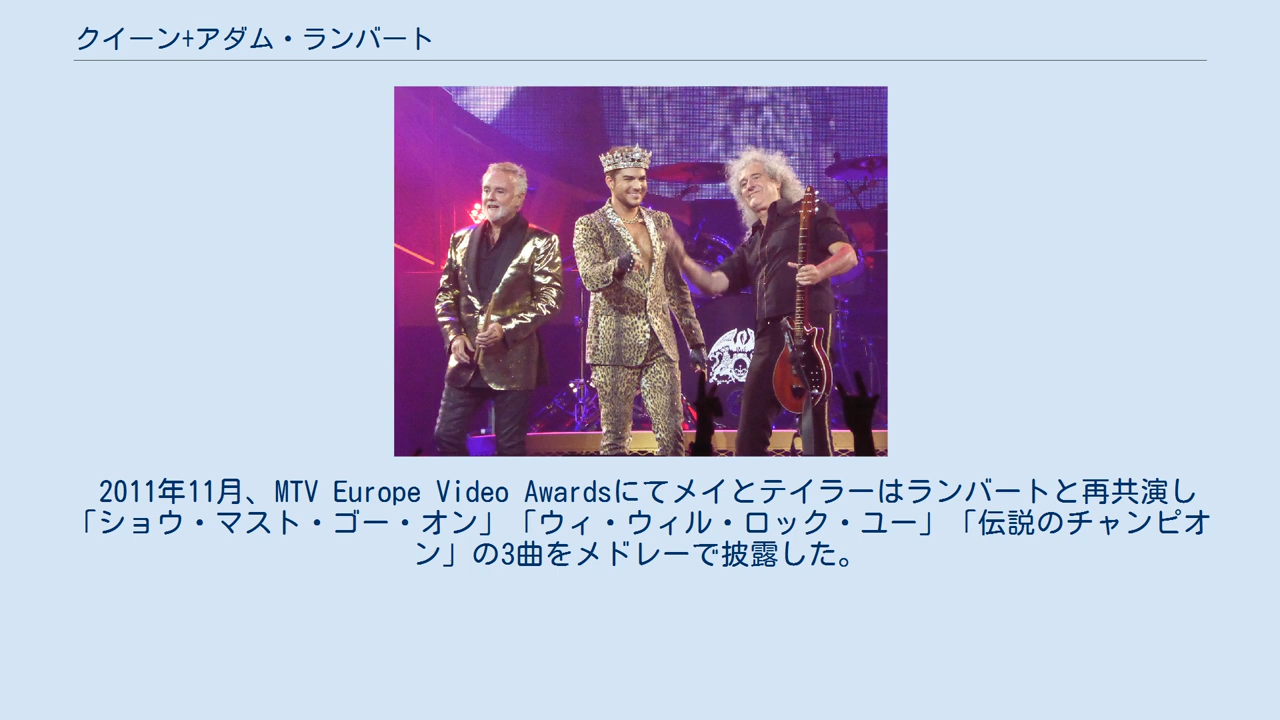 クイーン+アダム・ランバート
2011年11月、MTV Europe Video Awardsにてメイとテイラーはランバートと再共演し
「ショウ・マスト・ゴー・オン」「ウィ・ウィル・ロック・ユー」「伝説のチャンピオ
ン」の3曲をメドレーで披露した。